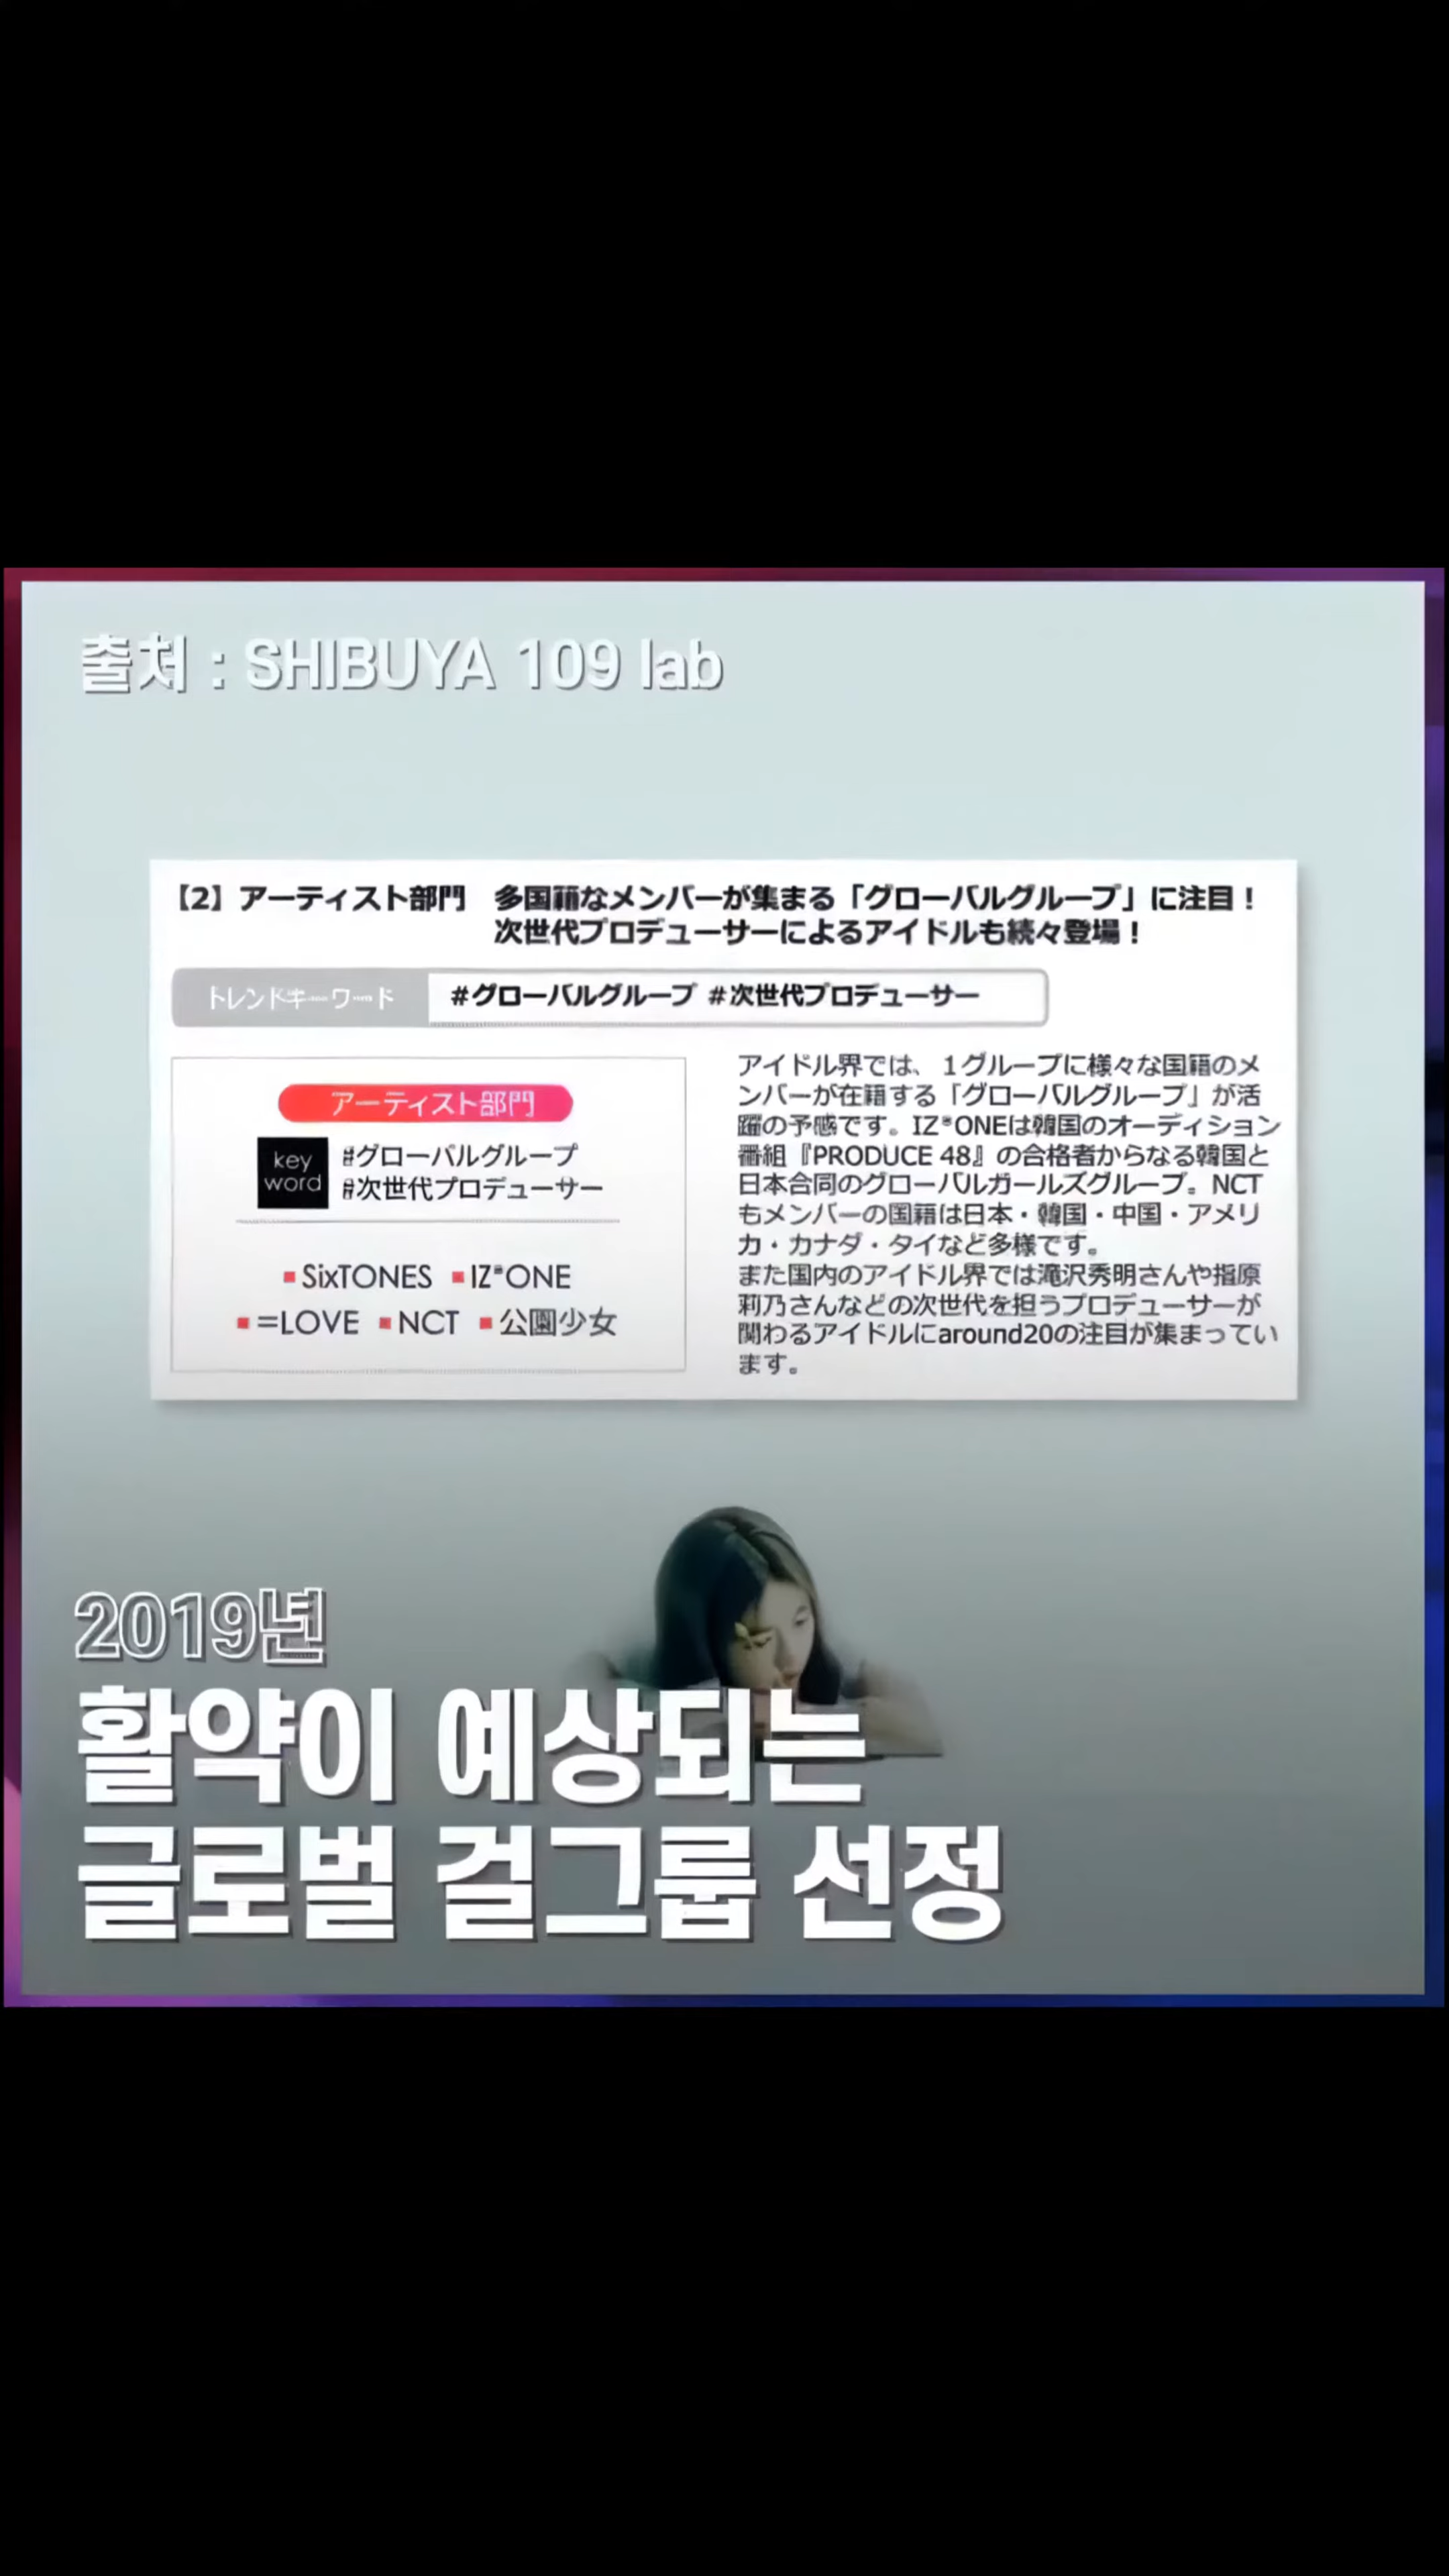 출처 : SHIBUYA 109 lab
【2】アーティスト部門 多国籍なメンバーが集まる「グローバルグループ」に注目！
次世代プロデューサーによるアイドルも続々登場！
トレンドキーワード #グローバルグループ #次世代プロデューサー
アーティスト部門
key
word
#グローバルグループ
#次世代プロデューサー
■SixTONES ■IZ*ONE
■=LOVE ■NCT ■公園少女
アイドル界では、1グループに様々な国籍のメ
ンバーが在籍する「グローバルグループ」が活
躍の予感です。IZ*ONEは韓国のオーディション
番組『PRODUCE 48』の合格者からなる韓国と
日本合同のグローバルガールズグループ。NCT
もメンバーの国籍は日本・韓国・中国・アメリ
カ・カナダ・タイなど多様です。
また国内のアイドル界では滝沢秀明さんや指原
莉乃さんなどの次世代を担うプロデューサーが
関わるアイドルにaround20の注目が集まってい
ます。
2019년
활약이 예상되는
글로벌 걸그룹 선정